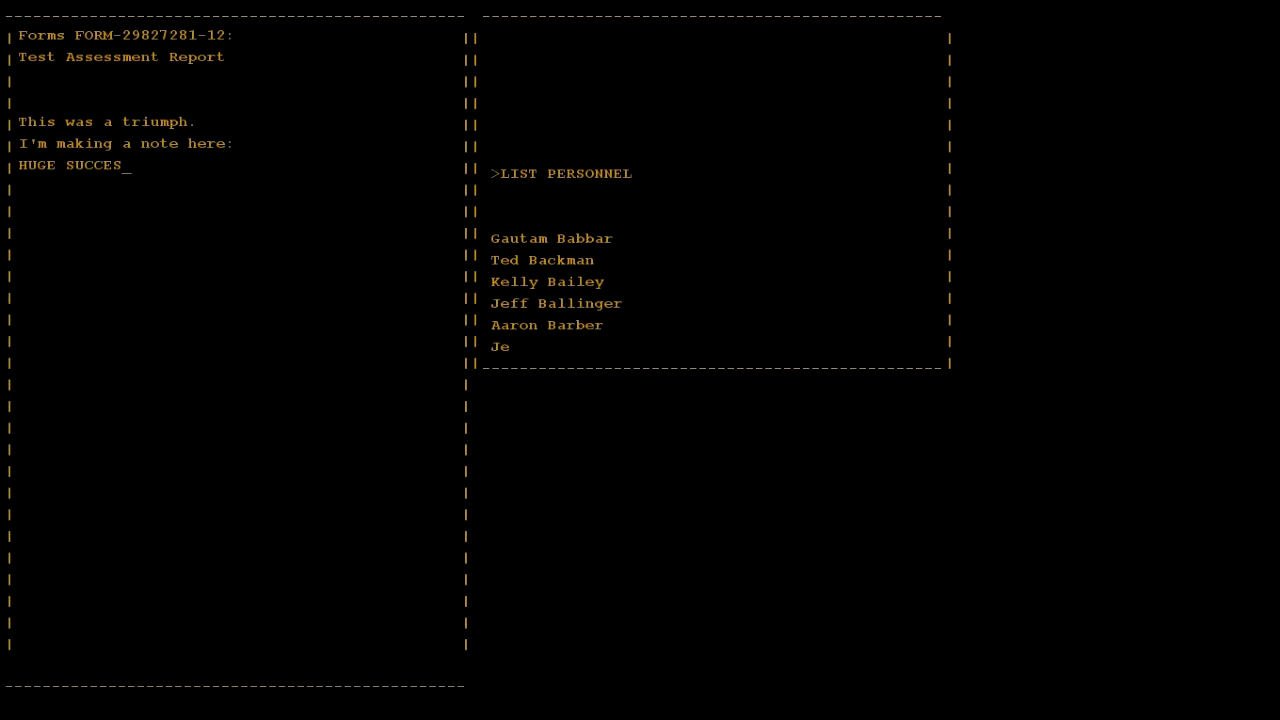 Forms FORM-29827281-12:
Test Assessment Report
This was a triumph.
I'm making a note here:
HUGE SUCCES_
>LIST PERSONNEL
Gautam Babbar
Ted Backman
Kelly Bailey
Jeff Ballinger
Aaron Barber
Je